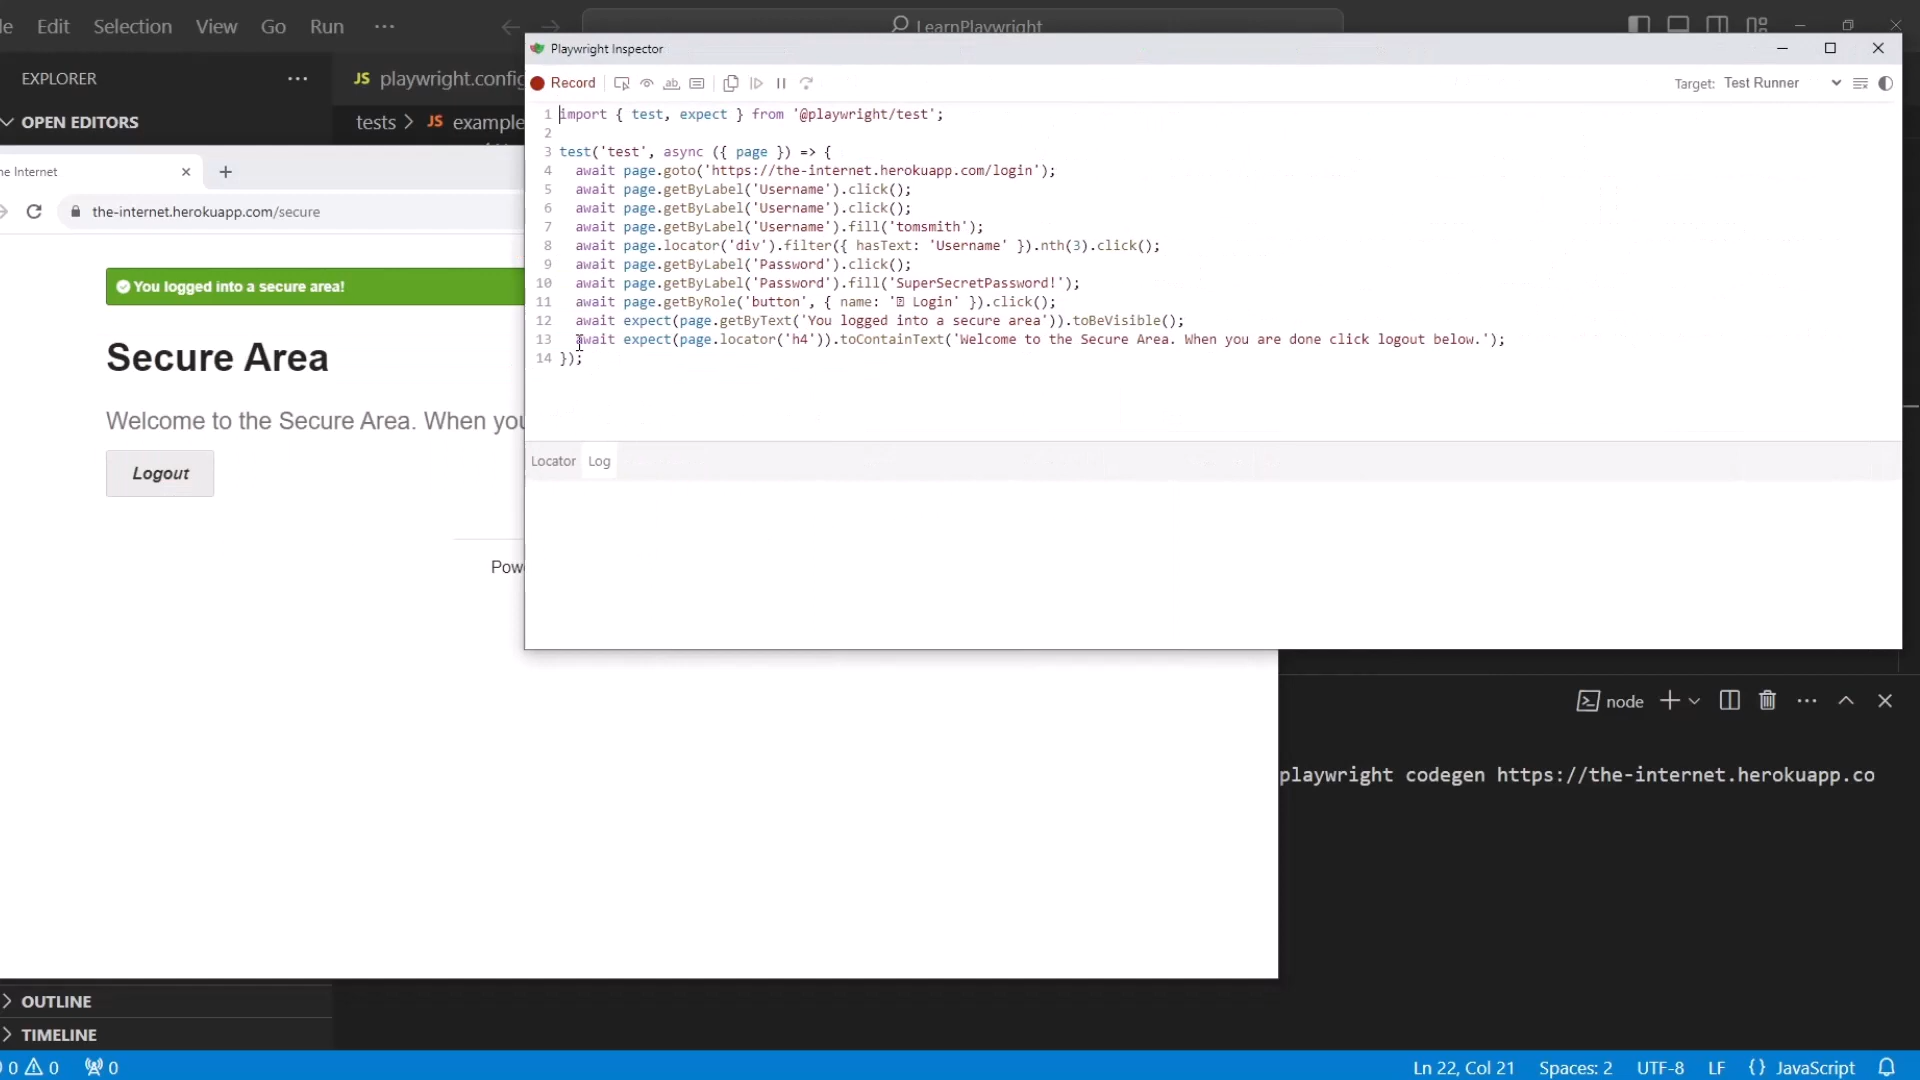 Edit Selection View Go Run ···
LearnPlaywright
EXPLORER ···
JS playwright.config
OPEN EDITORS
tests > JS example
Playwright Inspector
Record
Target: Test Runner
1 import { test, expect } from '@playwright/test';
2
3 test('test', async ({ page }) => {
4 await page.goto('https://the-internet.herokuapp.com/login');
5 await page.getByLabel('Username').click();
6 await page.getByLabel('Username').click();
7 await page.getByLabel('Username').fill('tomsmith');
8 await page.locator('div').filter({ hasText: 'Username' }).nth(3).click();
9 await page.getByLabel('Password').click();
10 await page.getByLabel('Password').fill('SuperSecretPassword!');
11 await page.getByRole('button', { name: ' Login' }).click();
12 await expect(page.getByText('You logged into a secure area')).toBeVisible();
13 await expect(page.locator('h4')).toContainText('Welcome to the Secure Area. When you are done click logout below.');
14 });
Locator Log
he Internet
the-internet.herokuapp.com/secure
You logged into a secure area!
Secure Area
Welcome to the Secure Area. When you
Logout
Powe
node
playwright codegen https://the-internet.herokuapp.co
OUTLINE
TIMELINE
0 0 0
Ln 22, Col 21 Spaces: 2 UTF-8 LF {} JavaScript